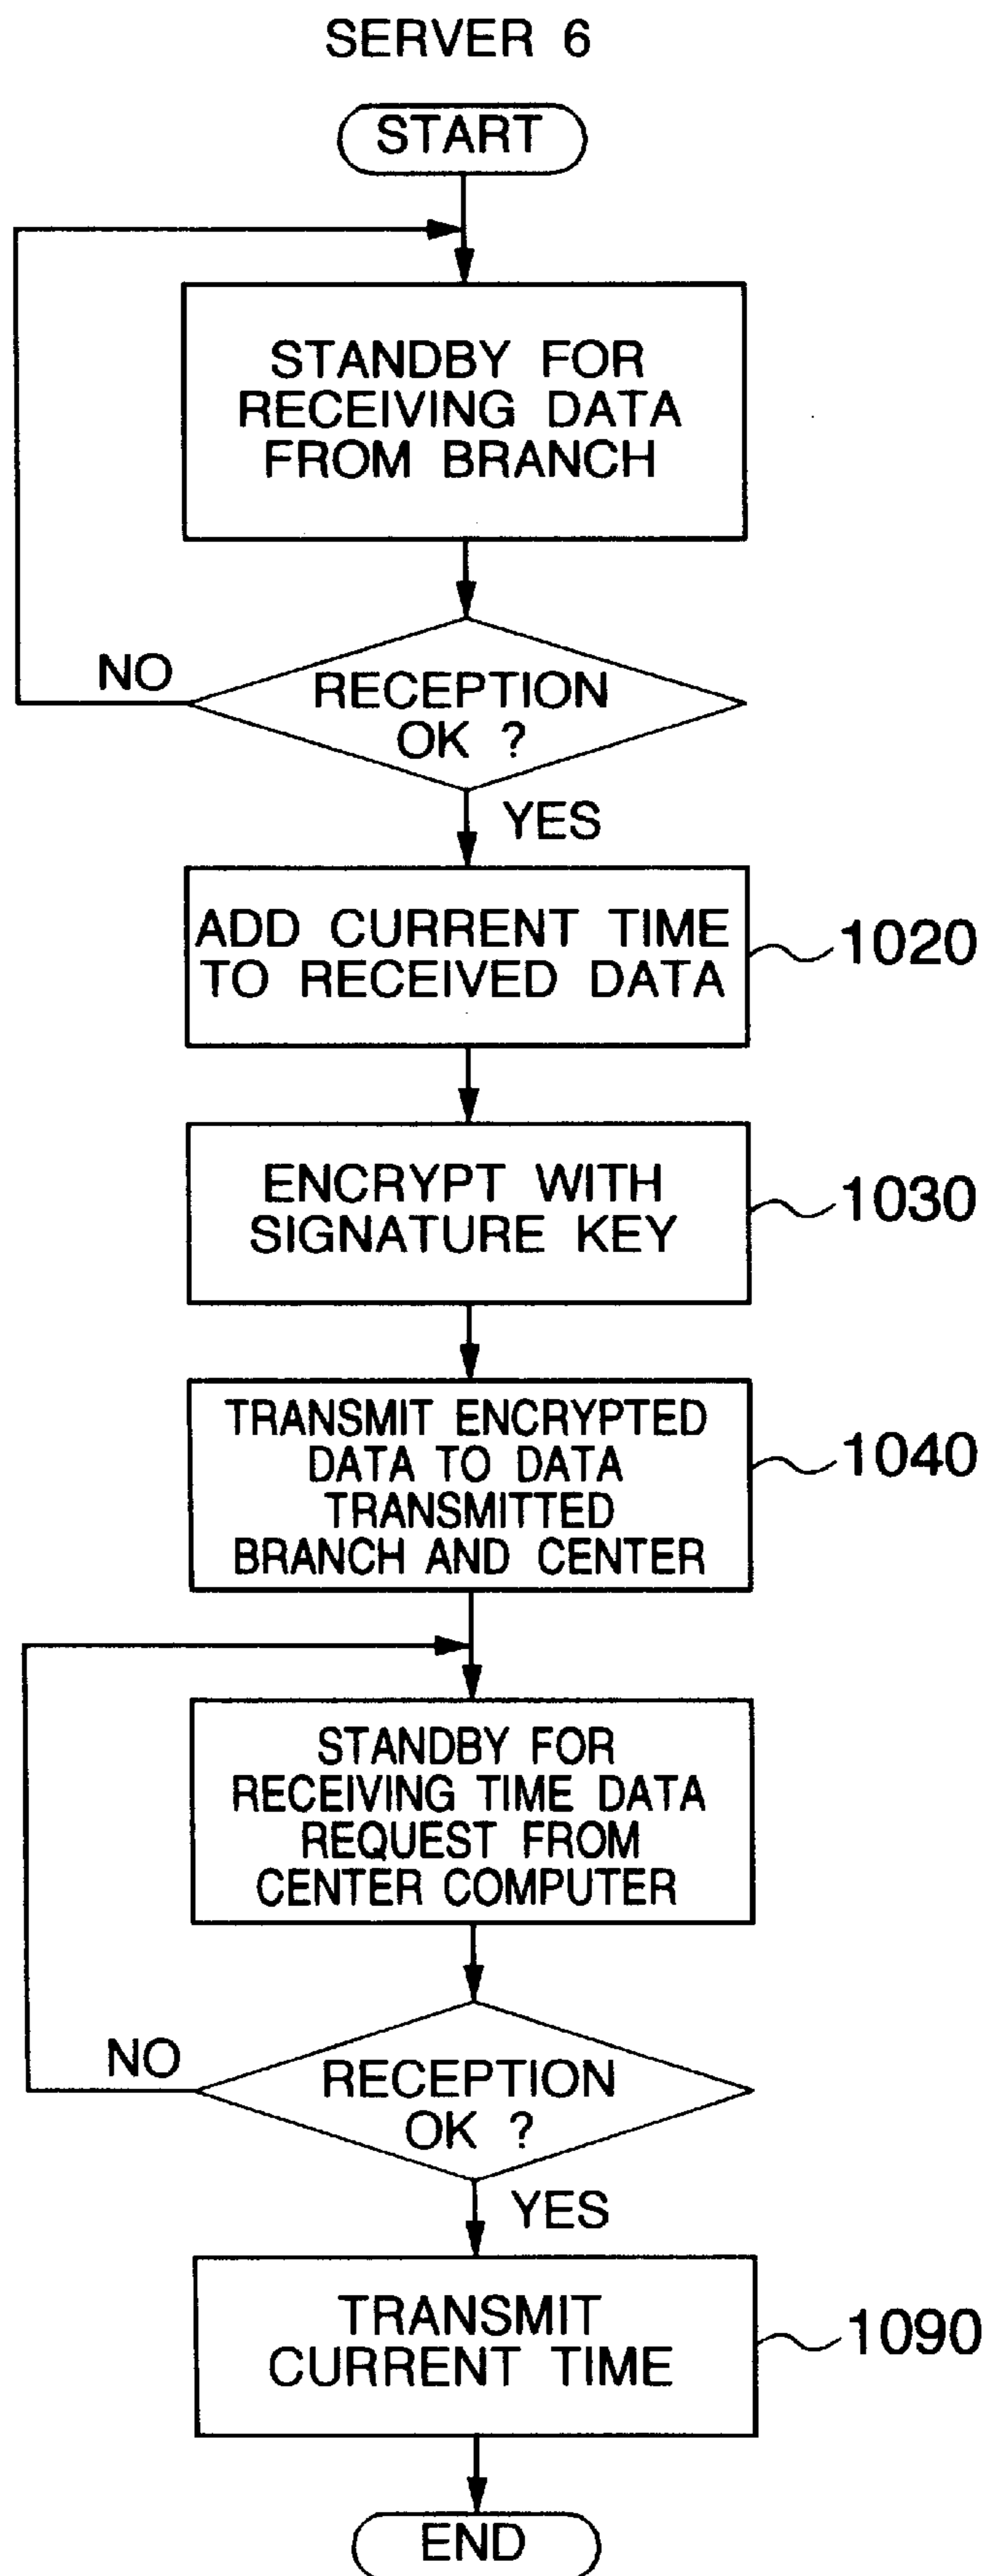 SERVER 6
START
STANDBY FOR
RECEIVING DATA
FROM BRANCH
NO
RECEPTION
OK ?
YES
ADD CURRENT TIME
TO RECEIVED DATA
1020
ENCRYPT WITH
SIGNATURE KEY
1030
TRANSMIT ENCRYPTED
DATA TO DATA
TRANSMITTED
BRANCH AND CENTER
1040
STANDBY FOR
RECEIVING TIME DATA
REQUEST FROM
CENTER COMPUTER
NO
RECEPTION
OK ?
YES
TRANSMIT
CURRENT TIME
1090
END